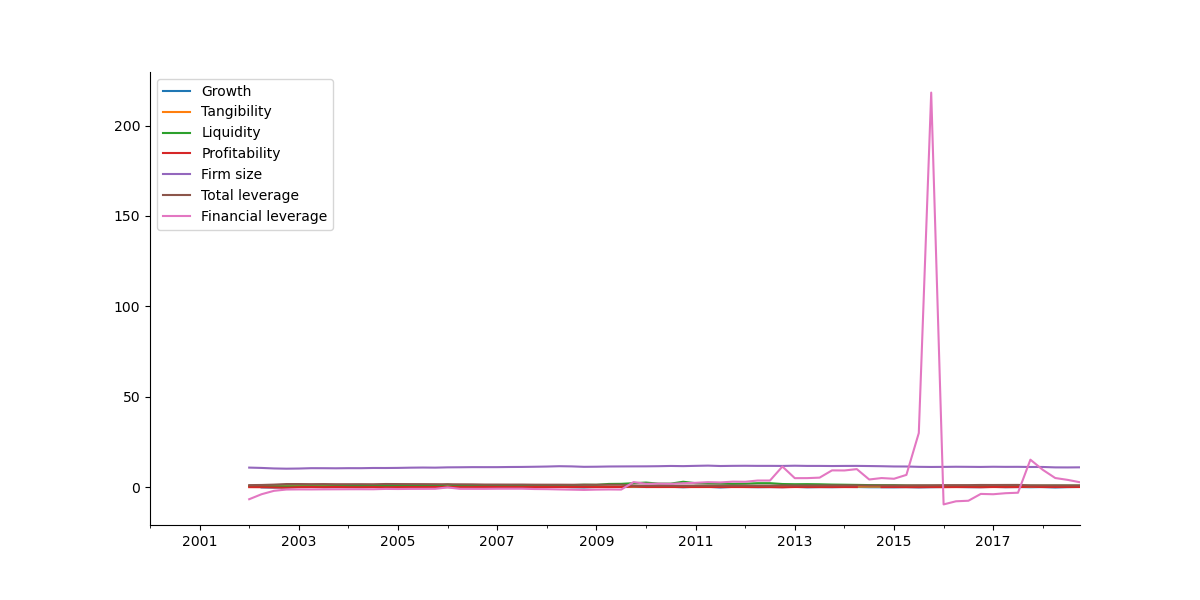 Growth
Tangibility
Liquidity
Profitability
Firm size
Total leverage
Financial leverage
200
150
100
50
0
2001 2003 2005 2007 2009 2011 2013 2015 2017